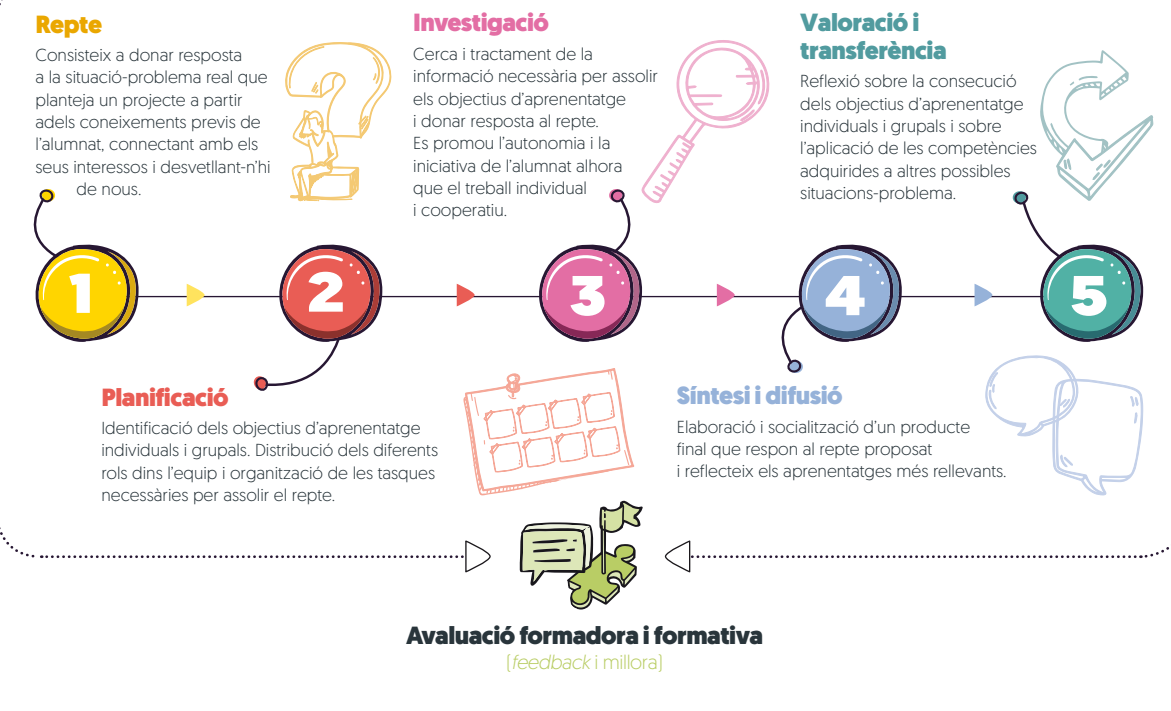 Repte
Consisteix a donar resposta
a la situació-problema real que
planteja un projecte a partir
adels coneixements previs de
l'alumnat, connectant amb els
seus interessos i desvetllant-n'hi
de nous.
Investigació
Cerca i tractament de la
informació necessària per assolir
els objectius d'aprenentatge
i donar resposta al repte.
Es promou l'autonomia i la
iniciativa de l'alumnat alhora
que el treball individual
i cooperatiu.
Valoració i
transferència
Reflexió sobre la consecució
dels objectius d'aprenentatge
individuals i grupals i sobre
l'aplicació de les competències
adquirides a altres possibles
situacions-problema.
1
2
3
4
5
Planificació
Identificació dels objectius d'aprenentatge
individuals i grupals. Distribució dels diferents
rols dins l'equip i organització de les tasques
necessàries per assolir el repte.
Síntesi i difusió
Elaboració i socialització d'un producte
final que respon al repte proposat
i reflecteix els aprenentatges més rellevants.
Avaluació formadora i formativa
(feedback i millora)